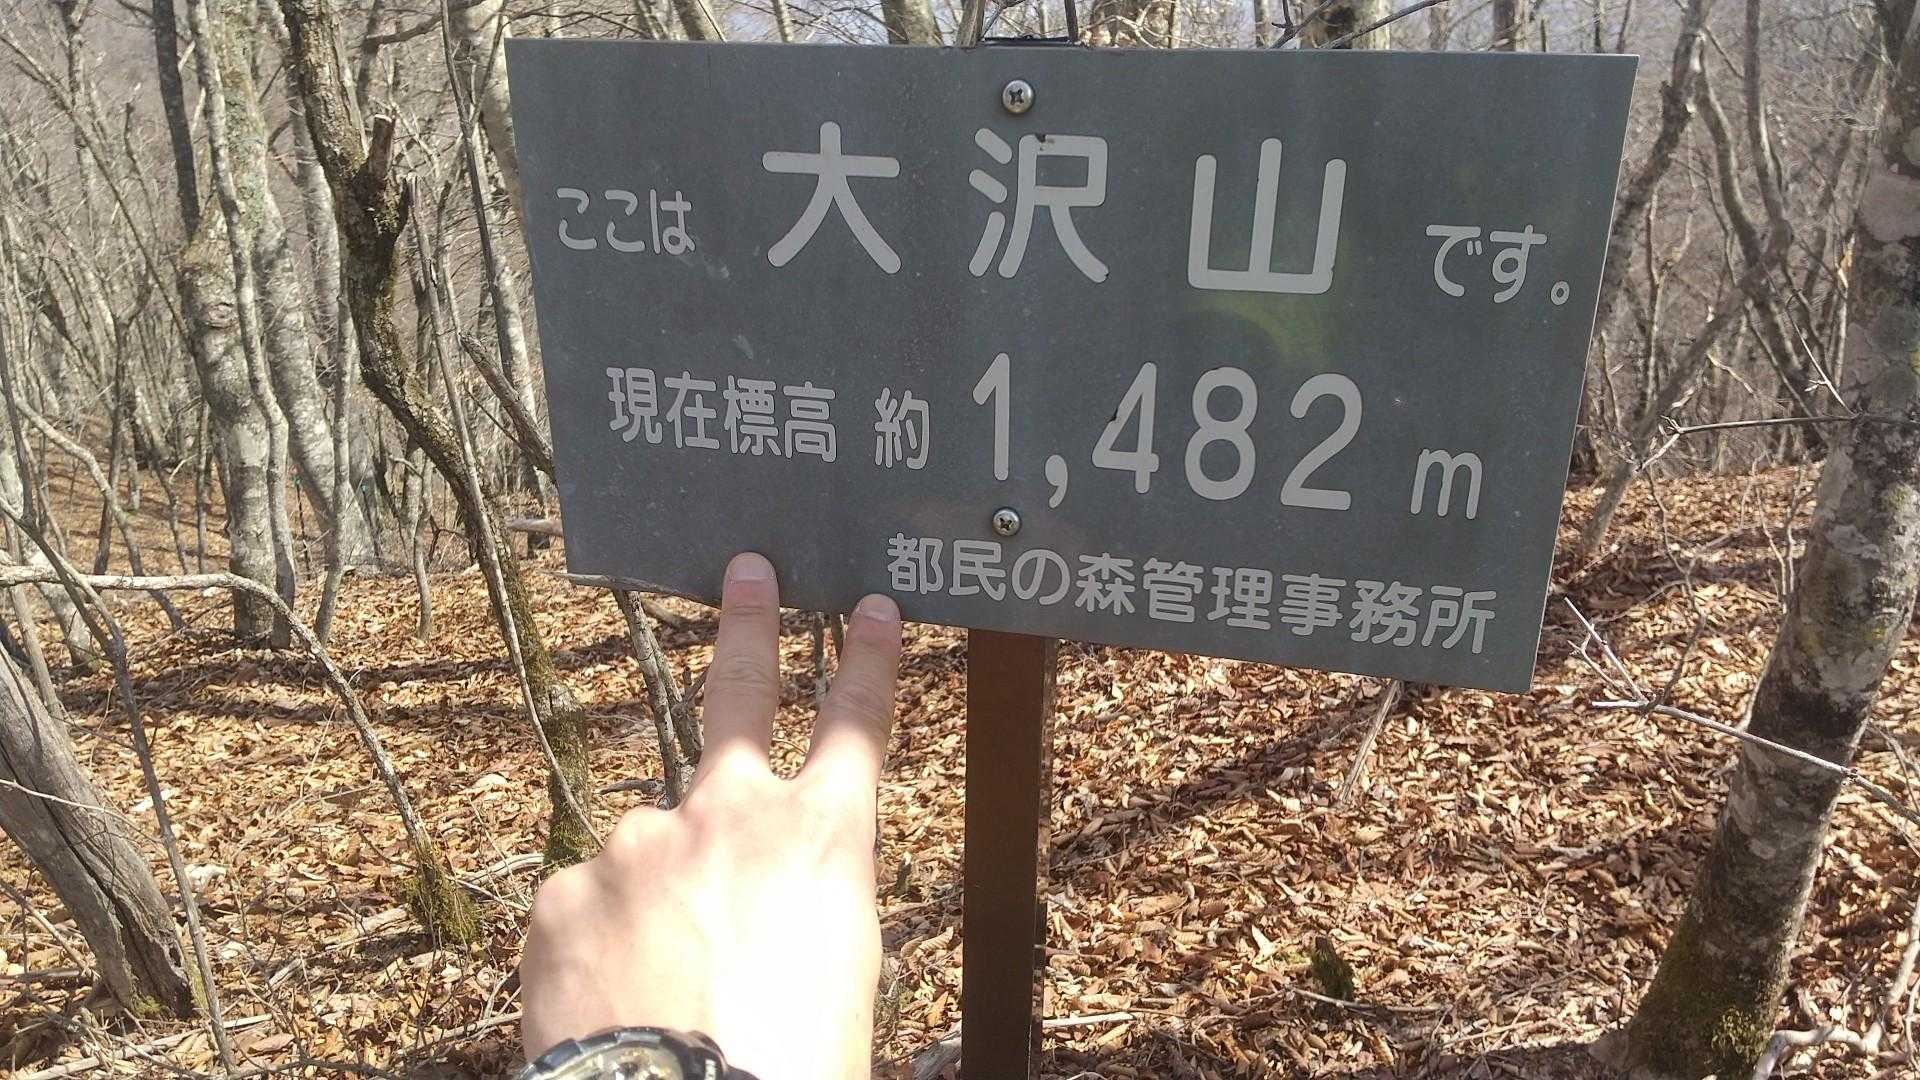 ここは 大沢山 です。
現在標高 約 1,482 m
都民の森管理事務所